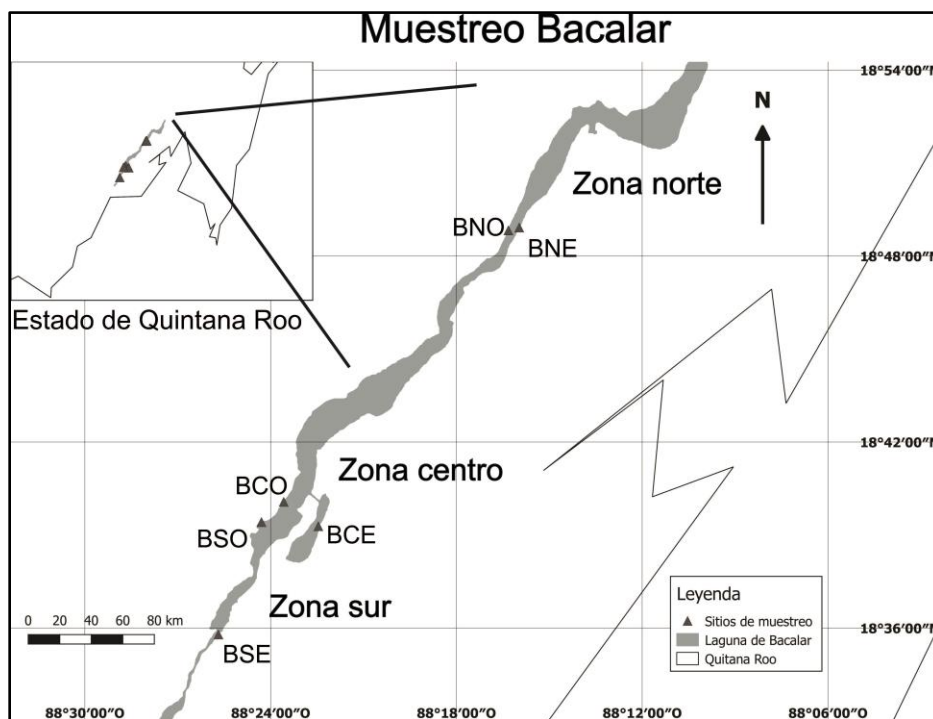 Muestreo Bacalar
18°54'00"N
N
Zona norte
BNO
BNE
18°48'00"N
Estado de Quintana Roo
18°42'00"N
Zona centro
BCO
BSO
BCE
Zona sur
0 20 40 60 80 km
BSE
Leyenda
Sitios de muestreo
Laguna de Bacalar
Quitana Roo
18°36'00"N
88°30'00"O 88°24'00"O 88°18'00"O 88°12'00"O 88°06'00"O